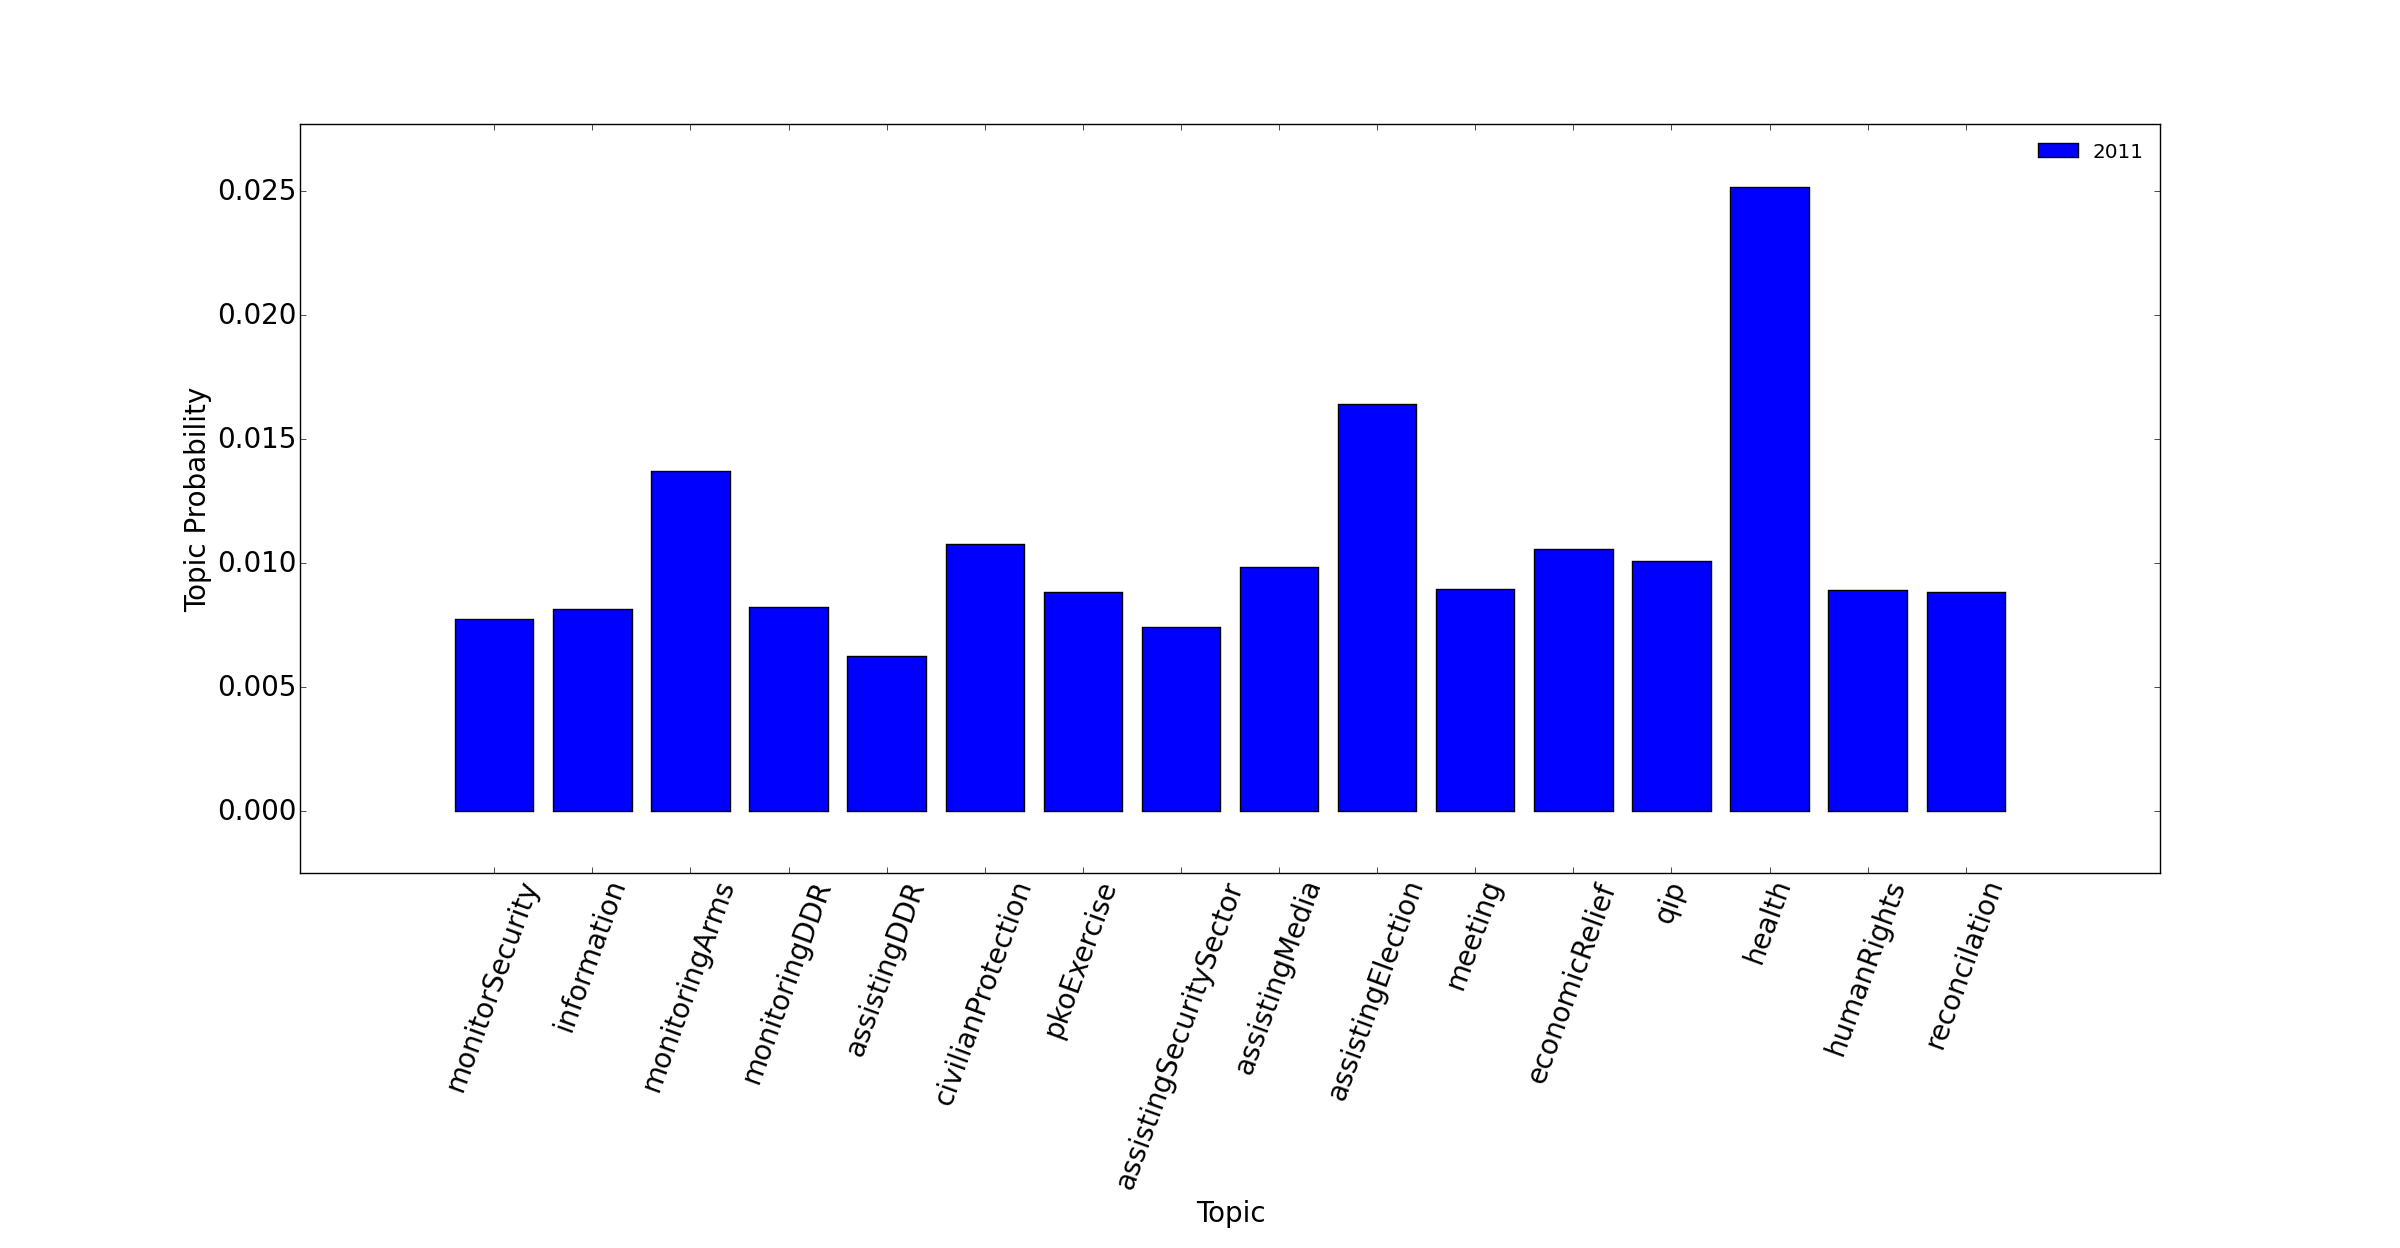 2011
0.025
0.020
0.015
0.010
0.005
0.000
Topic Probability
monitorSecurity
information
monitoringArms
monitoringDDR
assistingDDR
civilianProtection
pkoExercise
assistingSecuritySector
assistingMedia
assistingElection
meeting
economicRelief
qip
health
humanRights
reconcilation
Topic